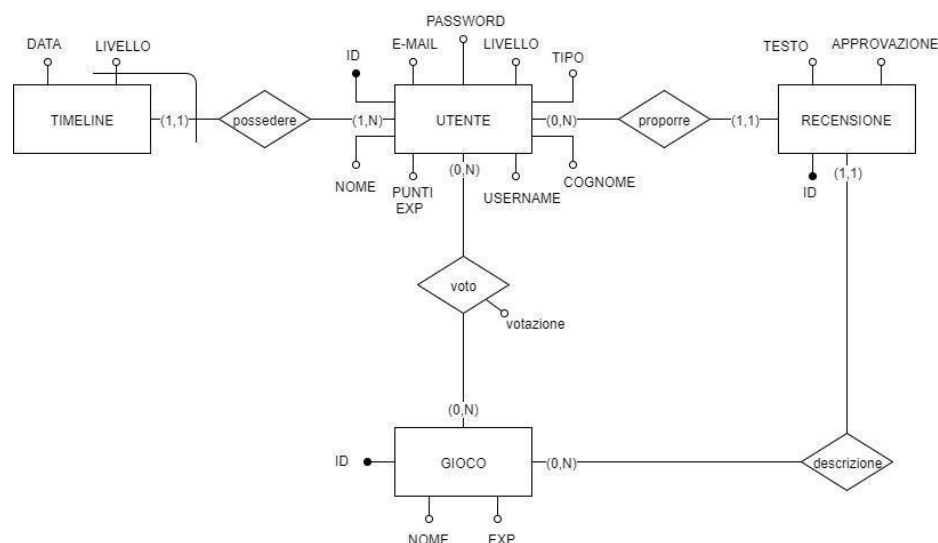 PASSWORD
DATA
LIVELLO
ID
E-MAIL
LIVELLO
TIPO
TESTO
APPROVAZIONE
TIMELINE
(1,1)
possedere
(1,N)
UTENTE
(0,N)
proporre
(1,1)
RECENSIONE
NOME
PUNTI
EXP
(0,N)
USERNAME
COGNOME
ID
(1,1)
voto
votazione
(0,N)
ID
GIOCO
(0,N)
descrizione
NOME
EXP